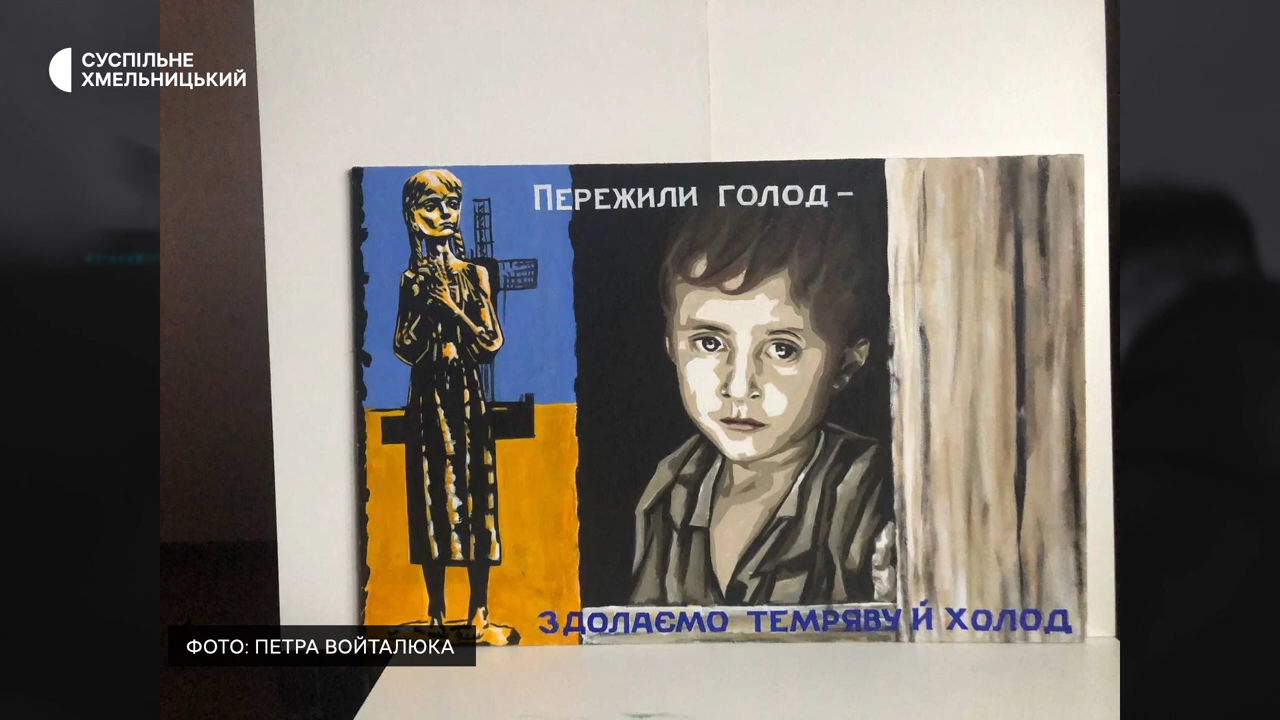 СУСПІЛЬНЕ
ХМЕЛЬНИЦЬКИЙ
ПЕРЕЖИЛИ ГОЛОД –
ЗДОЛАЄМО ТЕМРЯВУ Й ХОЛОД
ФОТО: ПЕТРА ВОЙТАЛЮКА